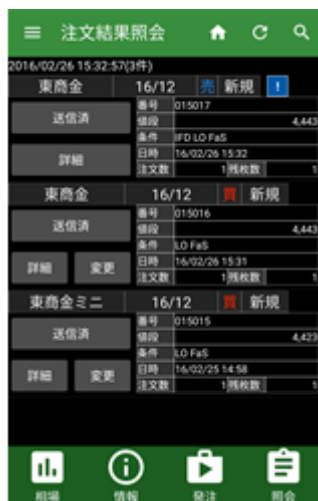 注文結果照会
2016/02/26 15:32:57(3件)
東商金 16/12 売 新規 !
送信済
詳細
番号 015017
値段 4,443
条件 IFD LO FaS
日時 16/02/26 15:32
注文数 1 残枚数 1
東商金 16/12 買 新規
送信済
詳細 変更
番号 015016
値段 4,443
条件 LO FaS
日時 16/02/26 15:31
注文数 1 残枚数 1
東商金ミニ 16/12 買 新規
送信済
詳細 変更
番号 015015
値段 4,423
条件 LO FaS
日時 16/02/25 14:58
注文数 1 残枚数 1
相場 情報 発注 照会